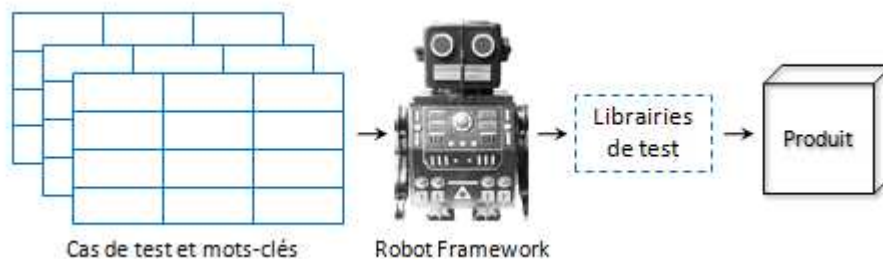 Cas de test et mots-clés
Robot Framework
Librairies
de test
Produit